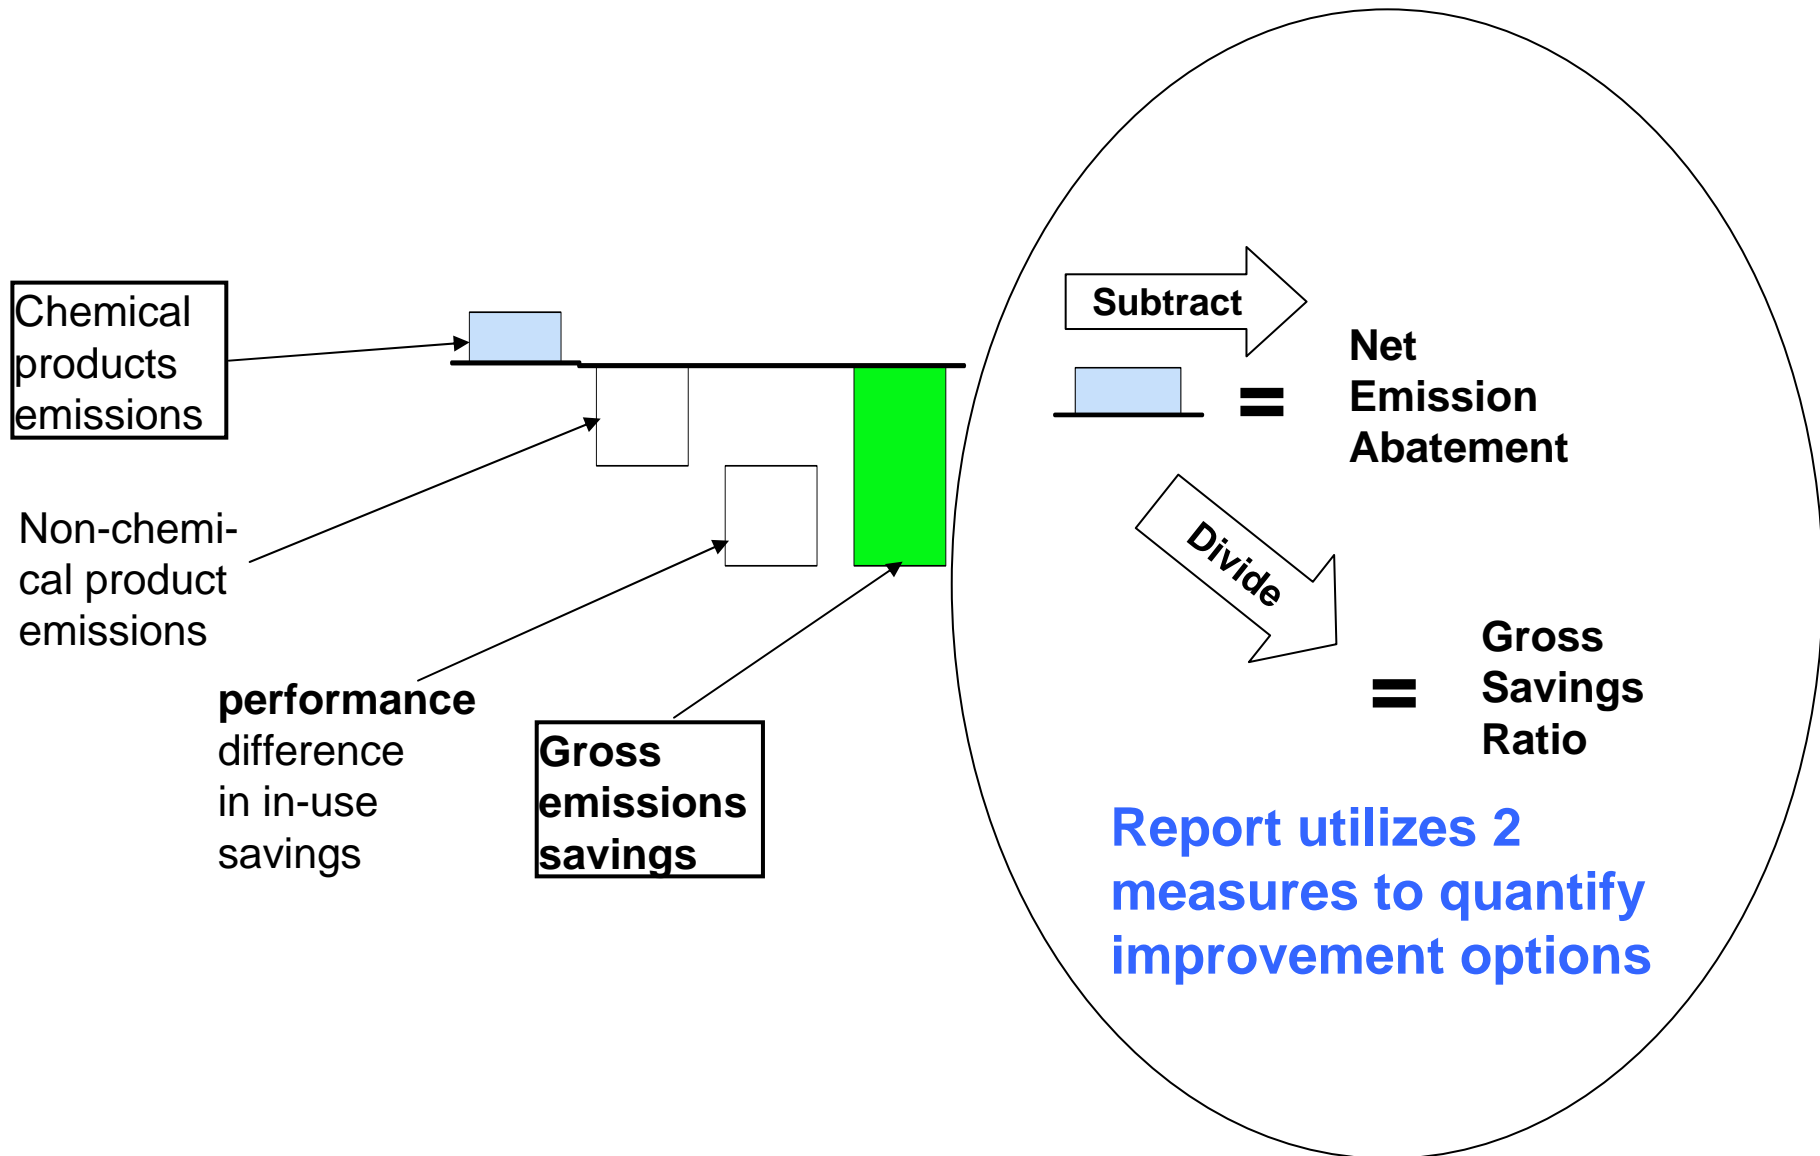 Chemical
products
emissions
Non-chemi-
cal product
emissions
performance
difference
in in-use
savings
Gross
emissions
savings
Subtract
=
Net
Emission
Abatement
Divide
=
Gross
Savings
Ratio
Report utilizes 2
measures to quantify
improvement options